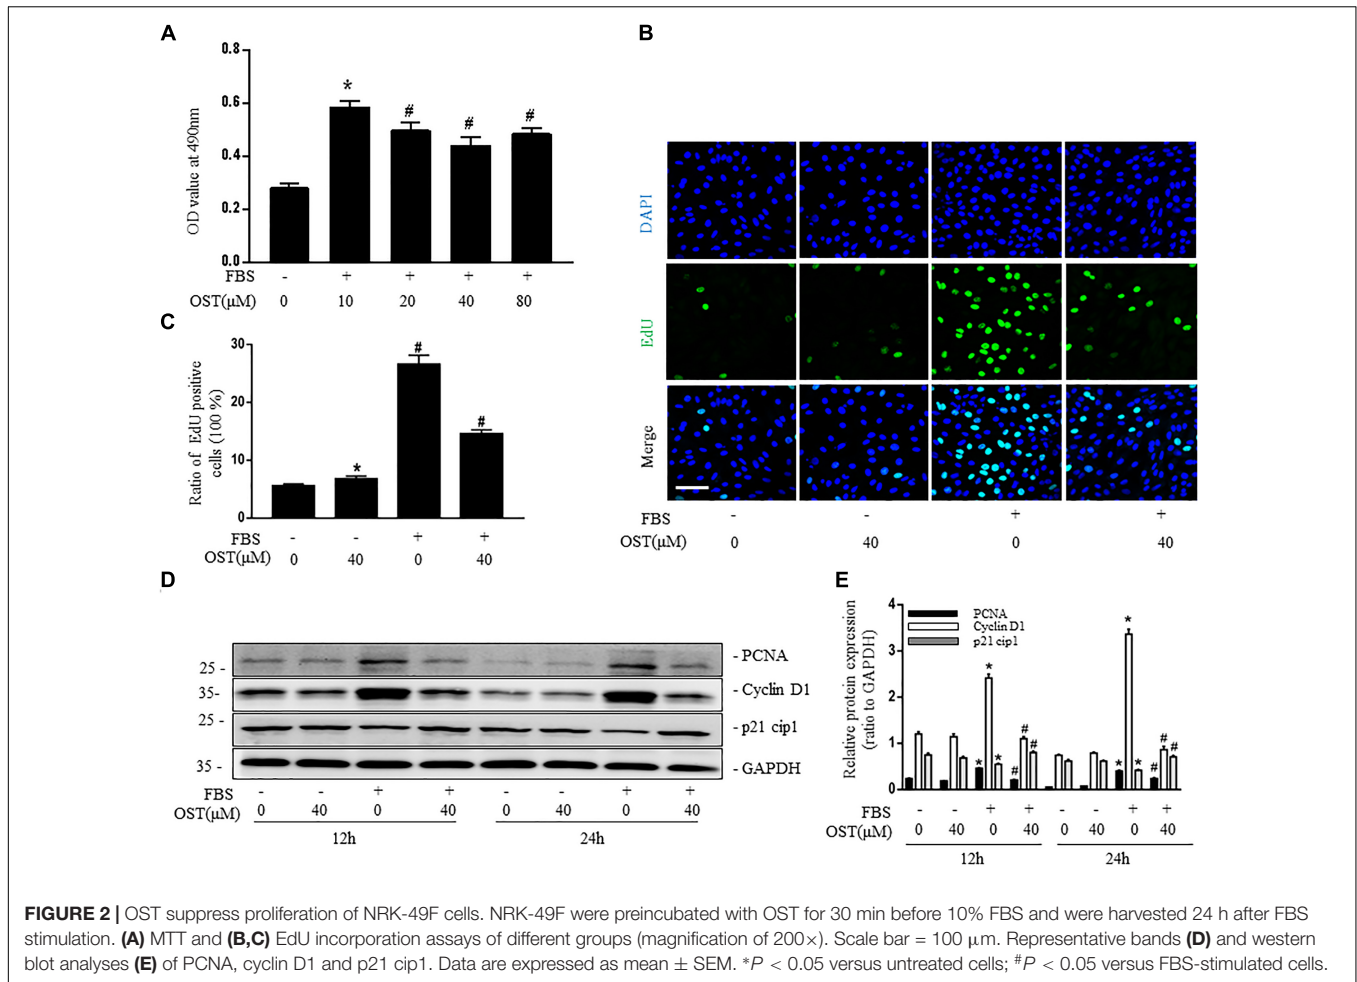 A
0.8
0.6
0.4
0.2
0.0
OD value at 490nm
*
#
#
#
FBS - + + + +
OST(μM) 0 10 20 40 80
B
DAPI
EdU
Merge
FBS - - + +
OST(μM) 0 40 0 40
C
30
20
10
0
Ratio of EdU positive
cells (100 %)
*
#
#
FBS - - + +
OST(μM) 0 40 0 40
D
25 -
35-
25 -
35 -
- PCNA
- Cyclin D1
- p21 cip1
- GAPDH
FBS - - + + - - + +
OST(μM) 0 40 0 40 0 40 0 40
12h 24h
E
4
3
2
1
0
Relative protein expression
(ratio to GAPDH)
PCNA
Cyclin D1
p21 cip1
* * * # # # * * * # # #
FBS - - + + - - + +
OST(μM) 0 40 0 40 0 40 0 40
12h 24h
FIGURE 2 | OST suppress proliferation of NRK-49F cells. NRK-49F were preincubated with OST for 30 min before 10% FBS and were harvested 24 h after FBS
stimulation. (A) MTT and (B,C) EdU incorporation assays of different groups (magnification of 200×). Scale bar = 100 μm. Representative bands (D) and western
blot analyses (E) of PCNA, cyclin D1 and p21 cip1. Data are expressed as mean ± SEM. *P < 0.05 versus untreated cells; #P < 0.05 versus FBS-stimulated cells.